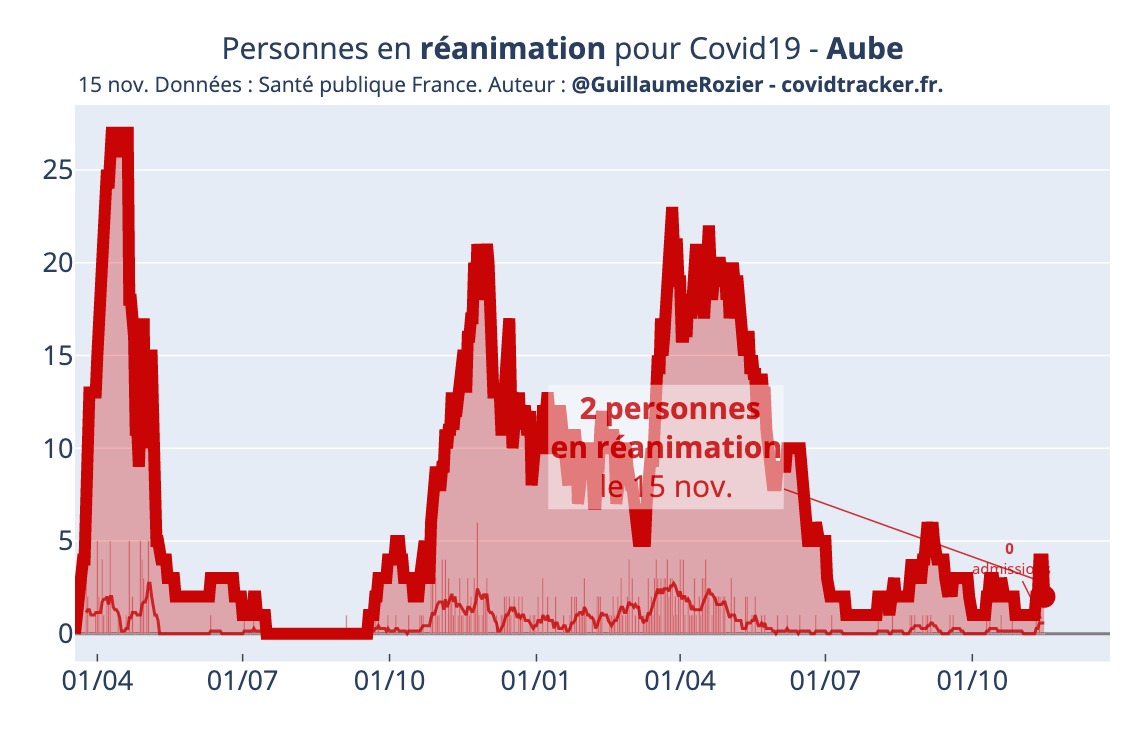 Personnes en réanimation pour Covid19 - Aube
15 nov. Données : Santé publique France. Auteur : @GuillaumeRozier - covidtracker.fr.
25
20
15
10
5
0
2 personnes
en réanimation
le 15 nov.
0
admissions
01/04
01/07
01/10
01/01
01/04
01/07
01/10